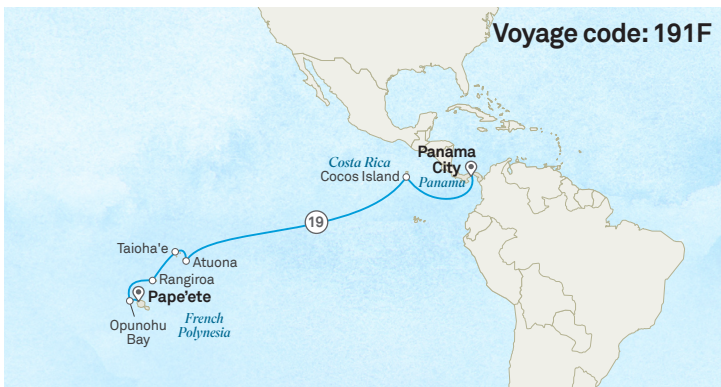 Voyage code: 191F
Panama
City
Costa Rica
Cocos Island
Panama
19
Taioha'e
Atuona
Rangiroa
Pape'ete
Opunohu
Bay
French
Polynesia